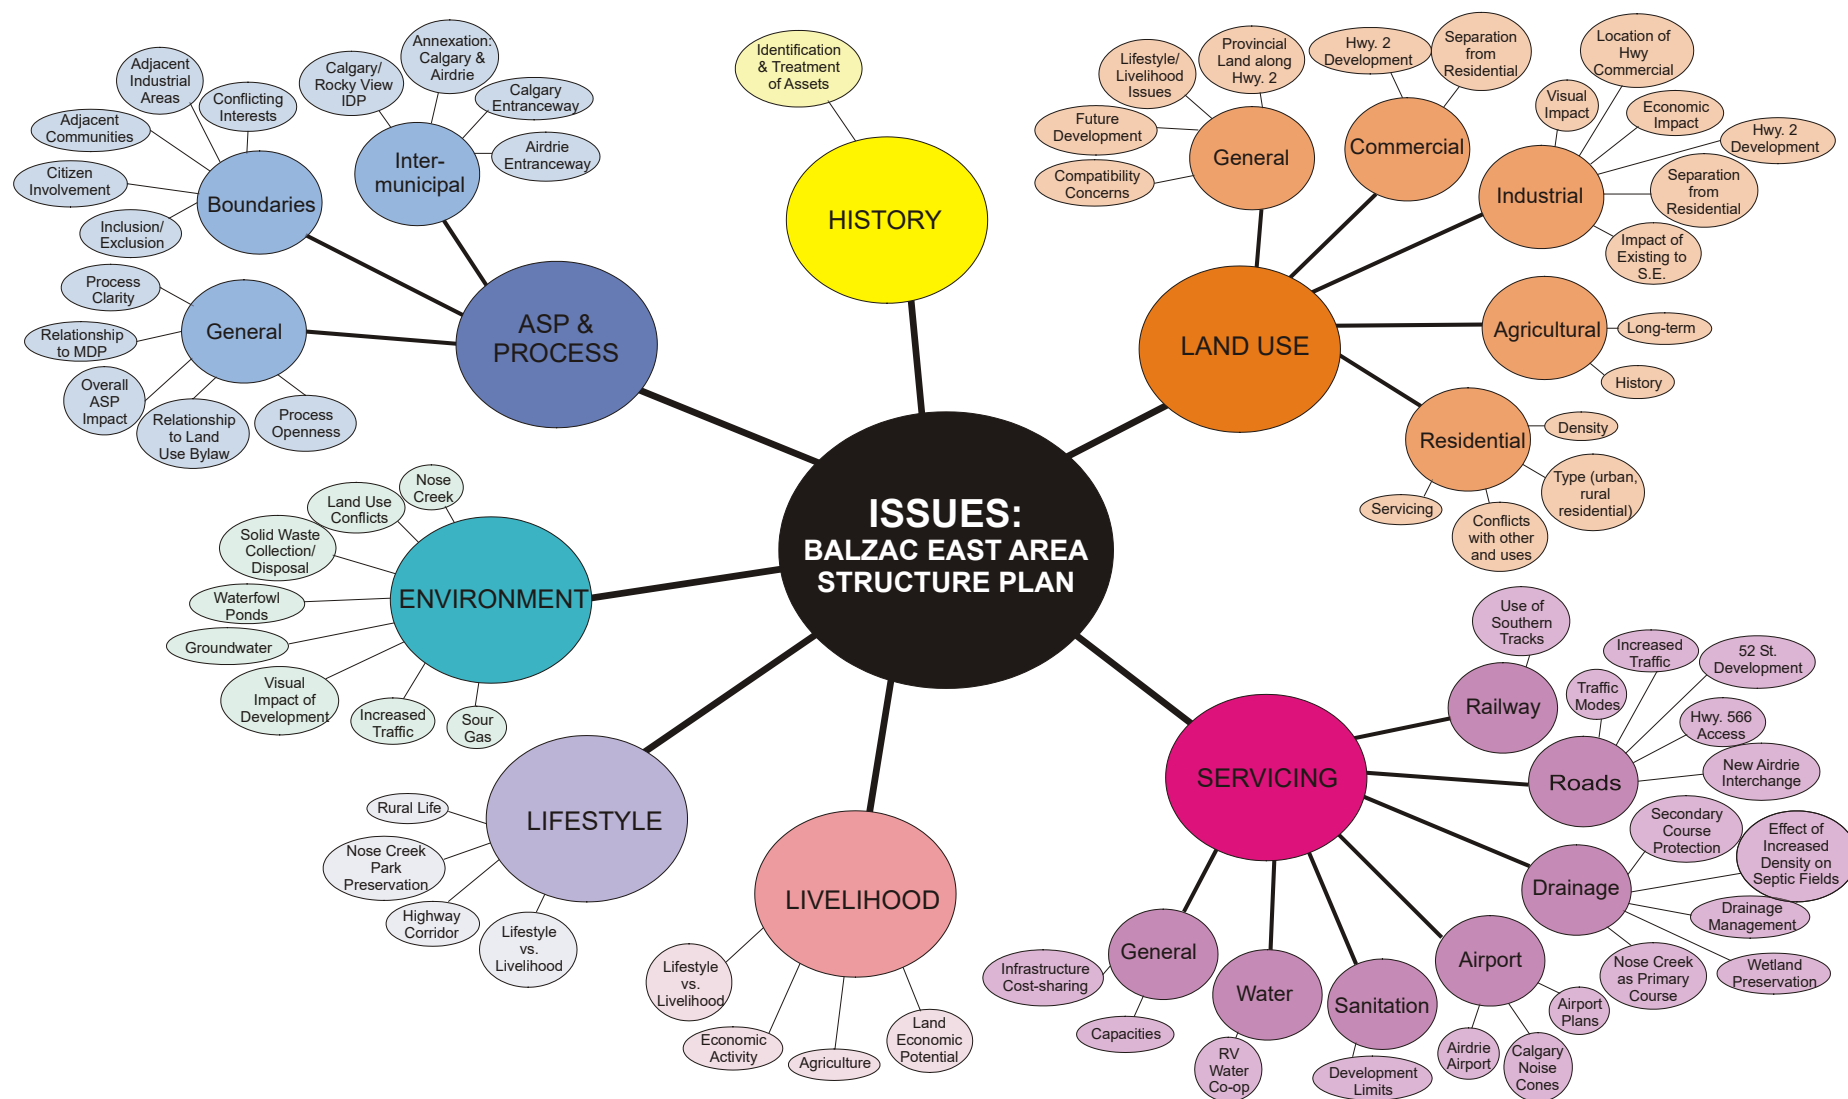 ISSUES:
BALZAC EAST AREA
STRUCTURE PLAN
ASP &
PROCESS
Inter-
municipal
Calgary/
Rocky View
IDP
Annexation:
Calgary &
Airdrie
Calgary
Entranceway
Airdrie
Entranceway
Boundaries
Adjacent
Industrial
Areas
Conflicting
Interests
Adjacent
Communities
Citizen
Involvement
Inclusion/
Exclusion
General
Process
Clarity
Relationship
to MDP
Overall
ASP
Impact
Relationship
to Land
Use Bylaw
Process
Openness
HISTORY
Identification
& Treatment
of Assets
LAND USE
General
Lifestyle/
Livelihood
Issues
Provincial
Land along
Hwy. 2
Future
Development
Compatibility
Concerns
Commercial
Hwy. 2
Development
Separation
from
Residential
Industrial
Visual
Impact
Location of
Hwy
Commercial
Economic
Impact
Hwy. 2
Development
Separation
from
Residential
Impact of
Existing to
S.E.
Agricultural
Long-term
History
Residential
Density
Type (urban,
rural
residential)
Conflicts
with other
and uses
Servicing
ENVIRONMENT
Nose
Creek
Land Use
Conflicts
Solid Waste
Collection/
Disposal
Waterfowl
Ponds
Groundwater
Visual
Impact of
Development
Increased
Traffic
Sour
Gas
LIFESTYLE
Rural Life
Nose Creek
Park
Preservation
Highway
Corridor
Lifestyle
vs.
Livelihood
LIVELIHOOD
Lifestyle
vs.
Livelihood
Economic
Activity
Agriculture
Land
Economic
Potential
SERVICING
Railway
Use of
Southern
Tracks
Roads
Traffic
Modes
Increased
Traffic
52 St.
Development
Hwy. 566
Access
New Airdrie
Interchange
Drainage
Secondary
Course
Protection
Effect of
Increased
Density on
Septic Fields
Drainage
Management
Wetland
Preservation
Nose Creek
as Primary
Course
Airport
Airport
Plans
Calgary
Noise
Cones
Airdrie
Airport
Sanitation
Development
Limits
Water
RV
Water
Co-op
General
Infrastructure
Cost-sharing
Capacities